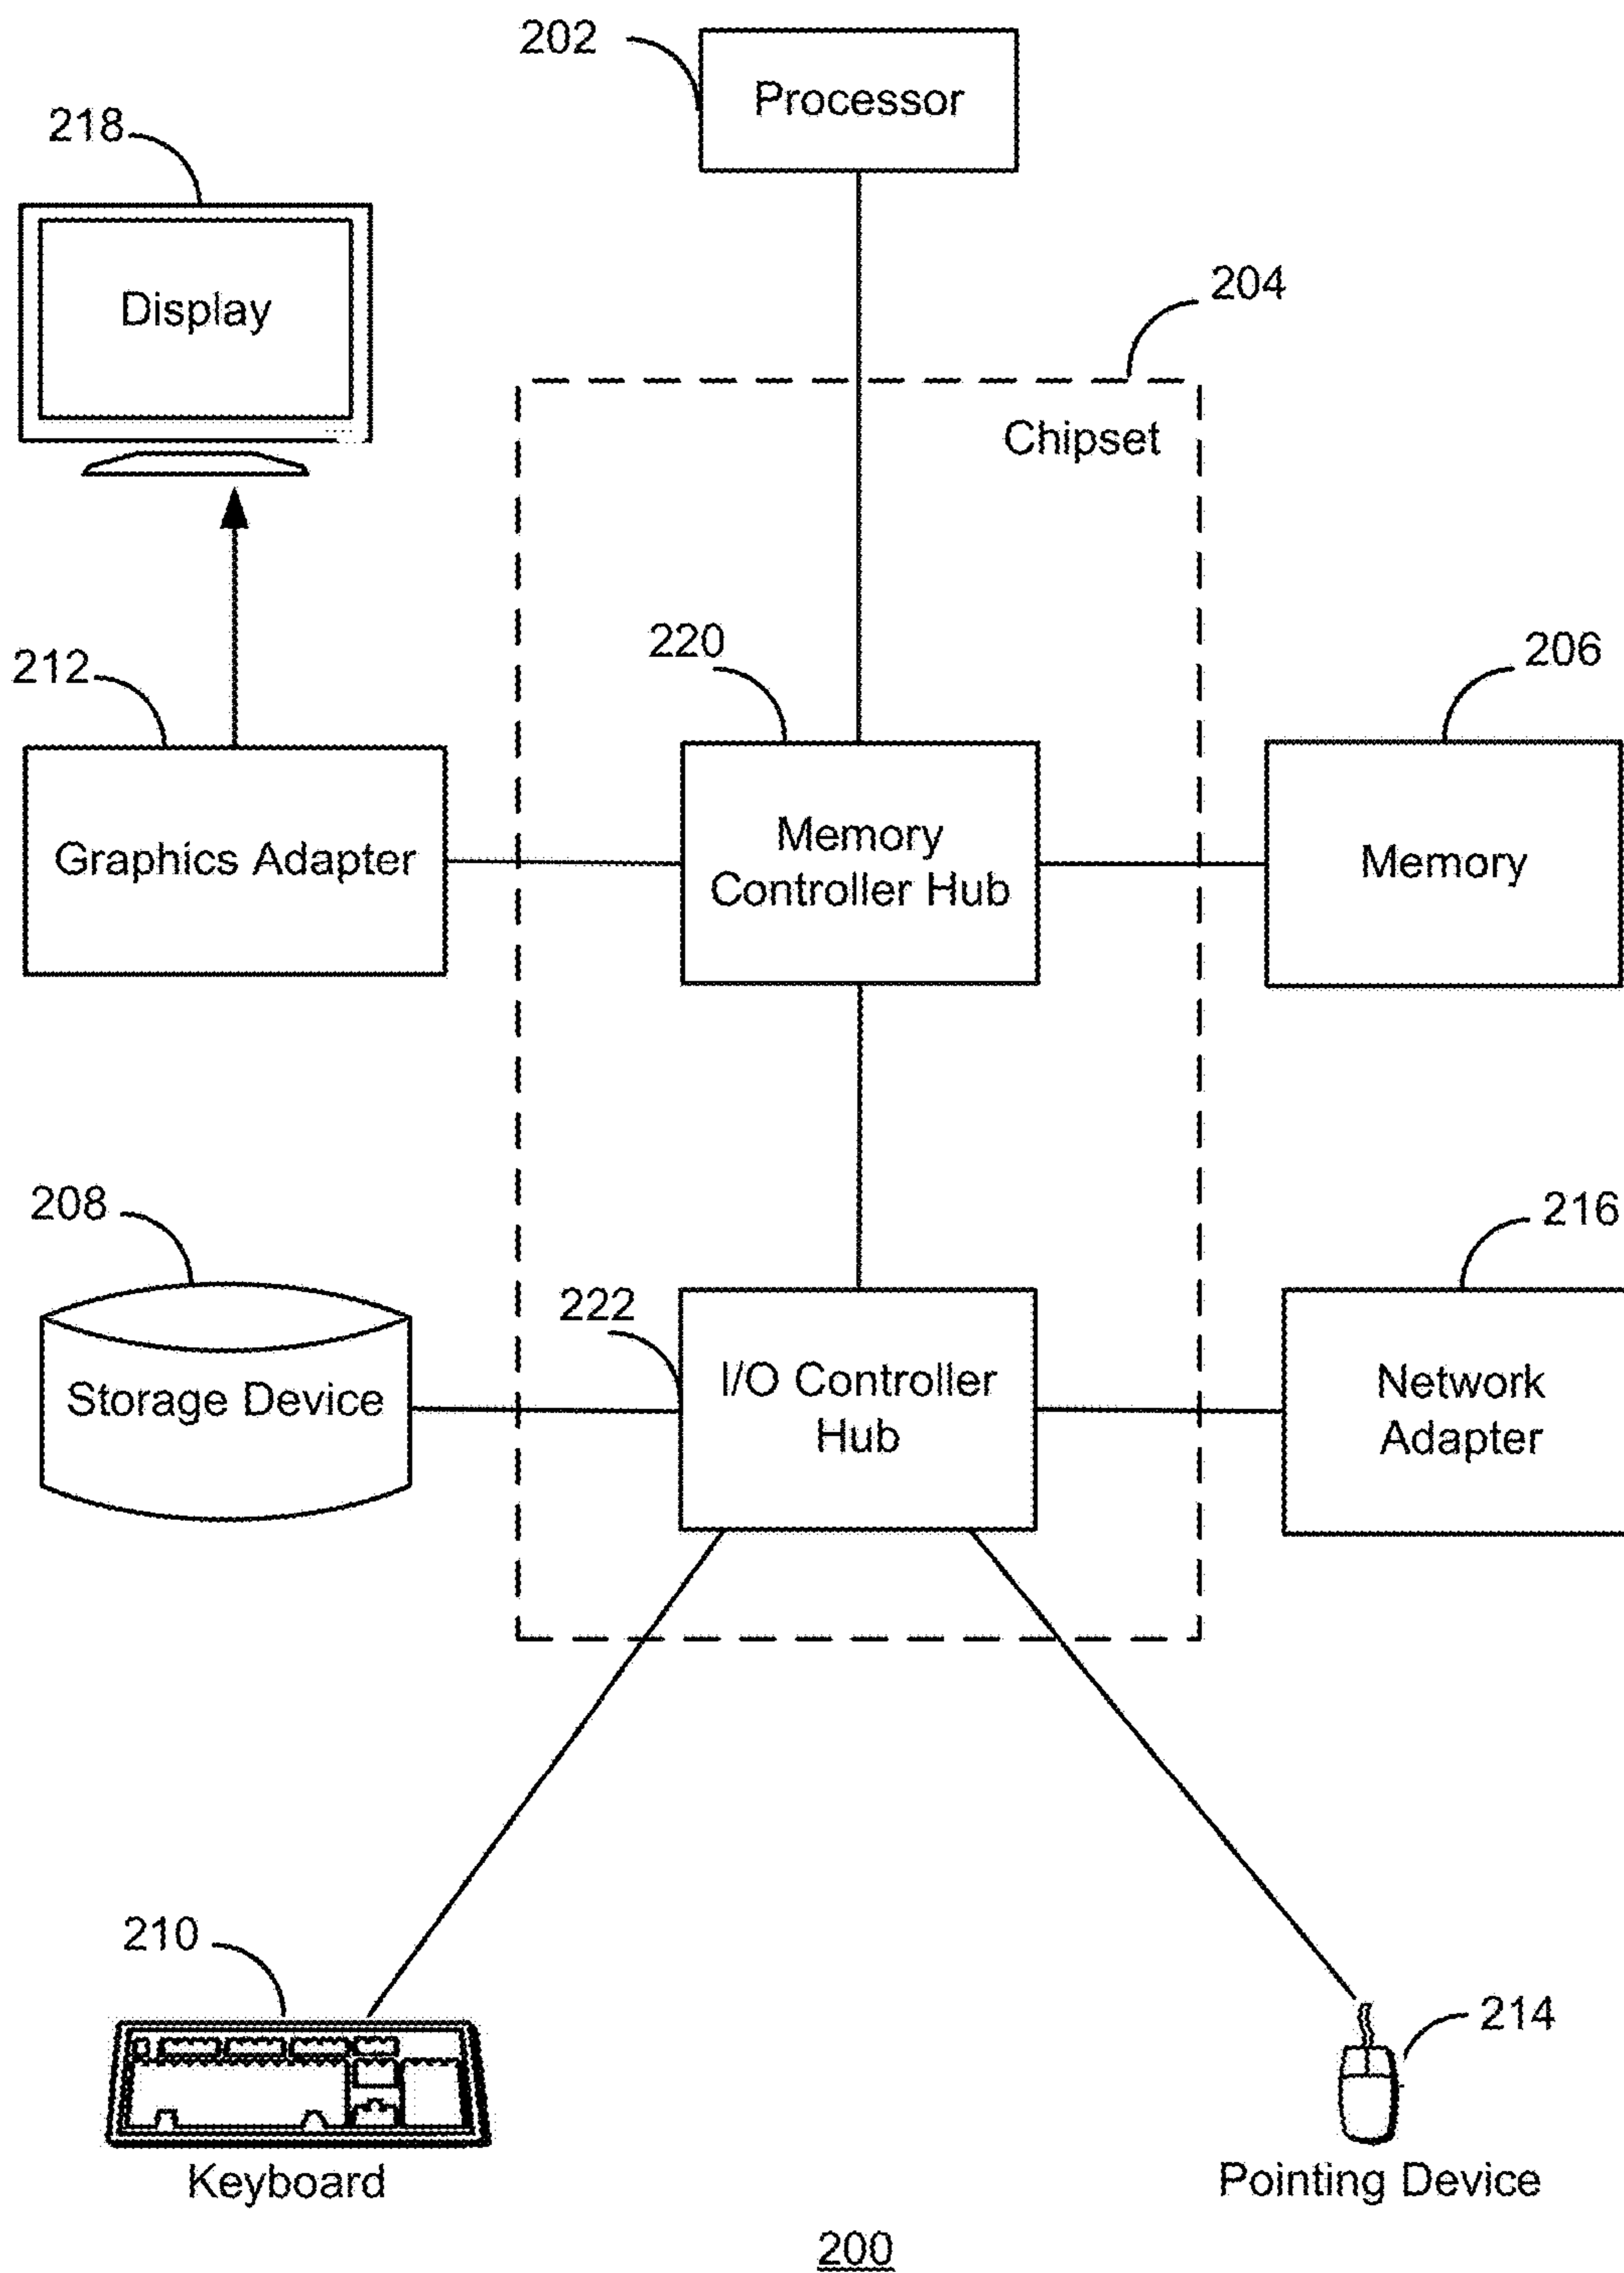 202
Processor
218
Display
204
Chipset
220
206
212
Memory
Controller Hub
Graphics Adapter
Memory
208
216
222
I/O Controller
Hub
Storage Device
Network
Adapter
210
214
Keyboard
Pointing Device
200